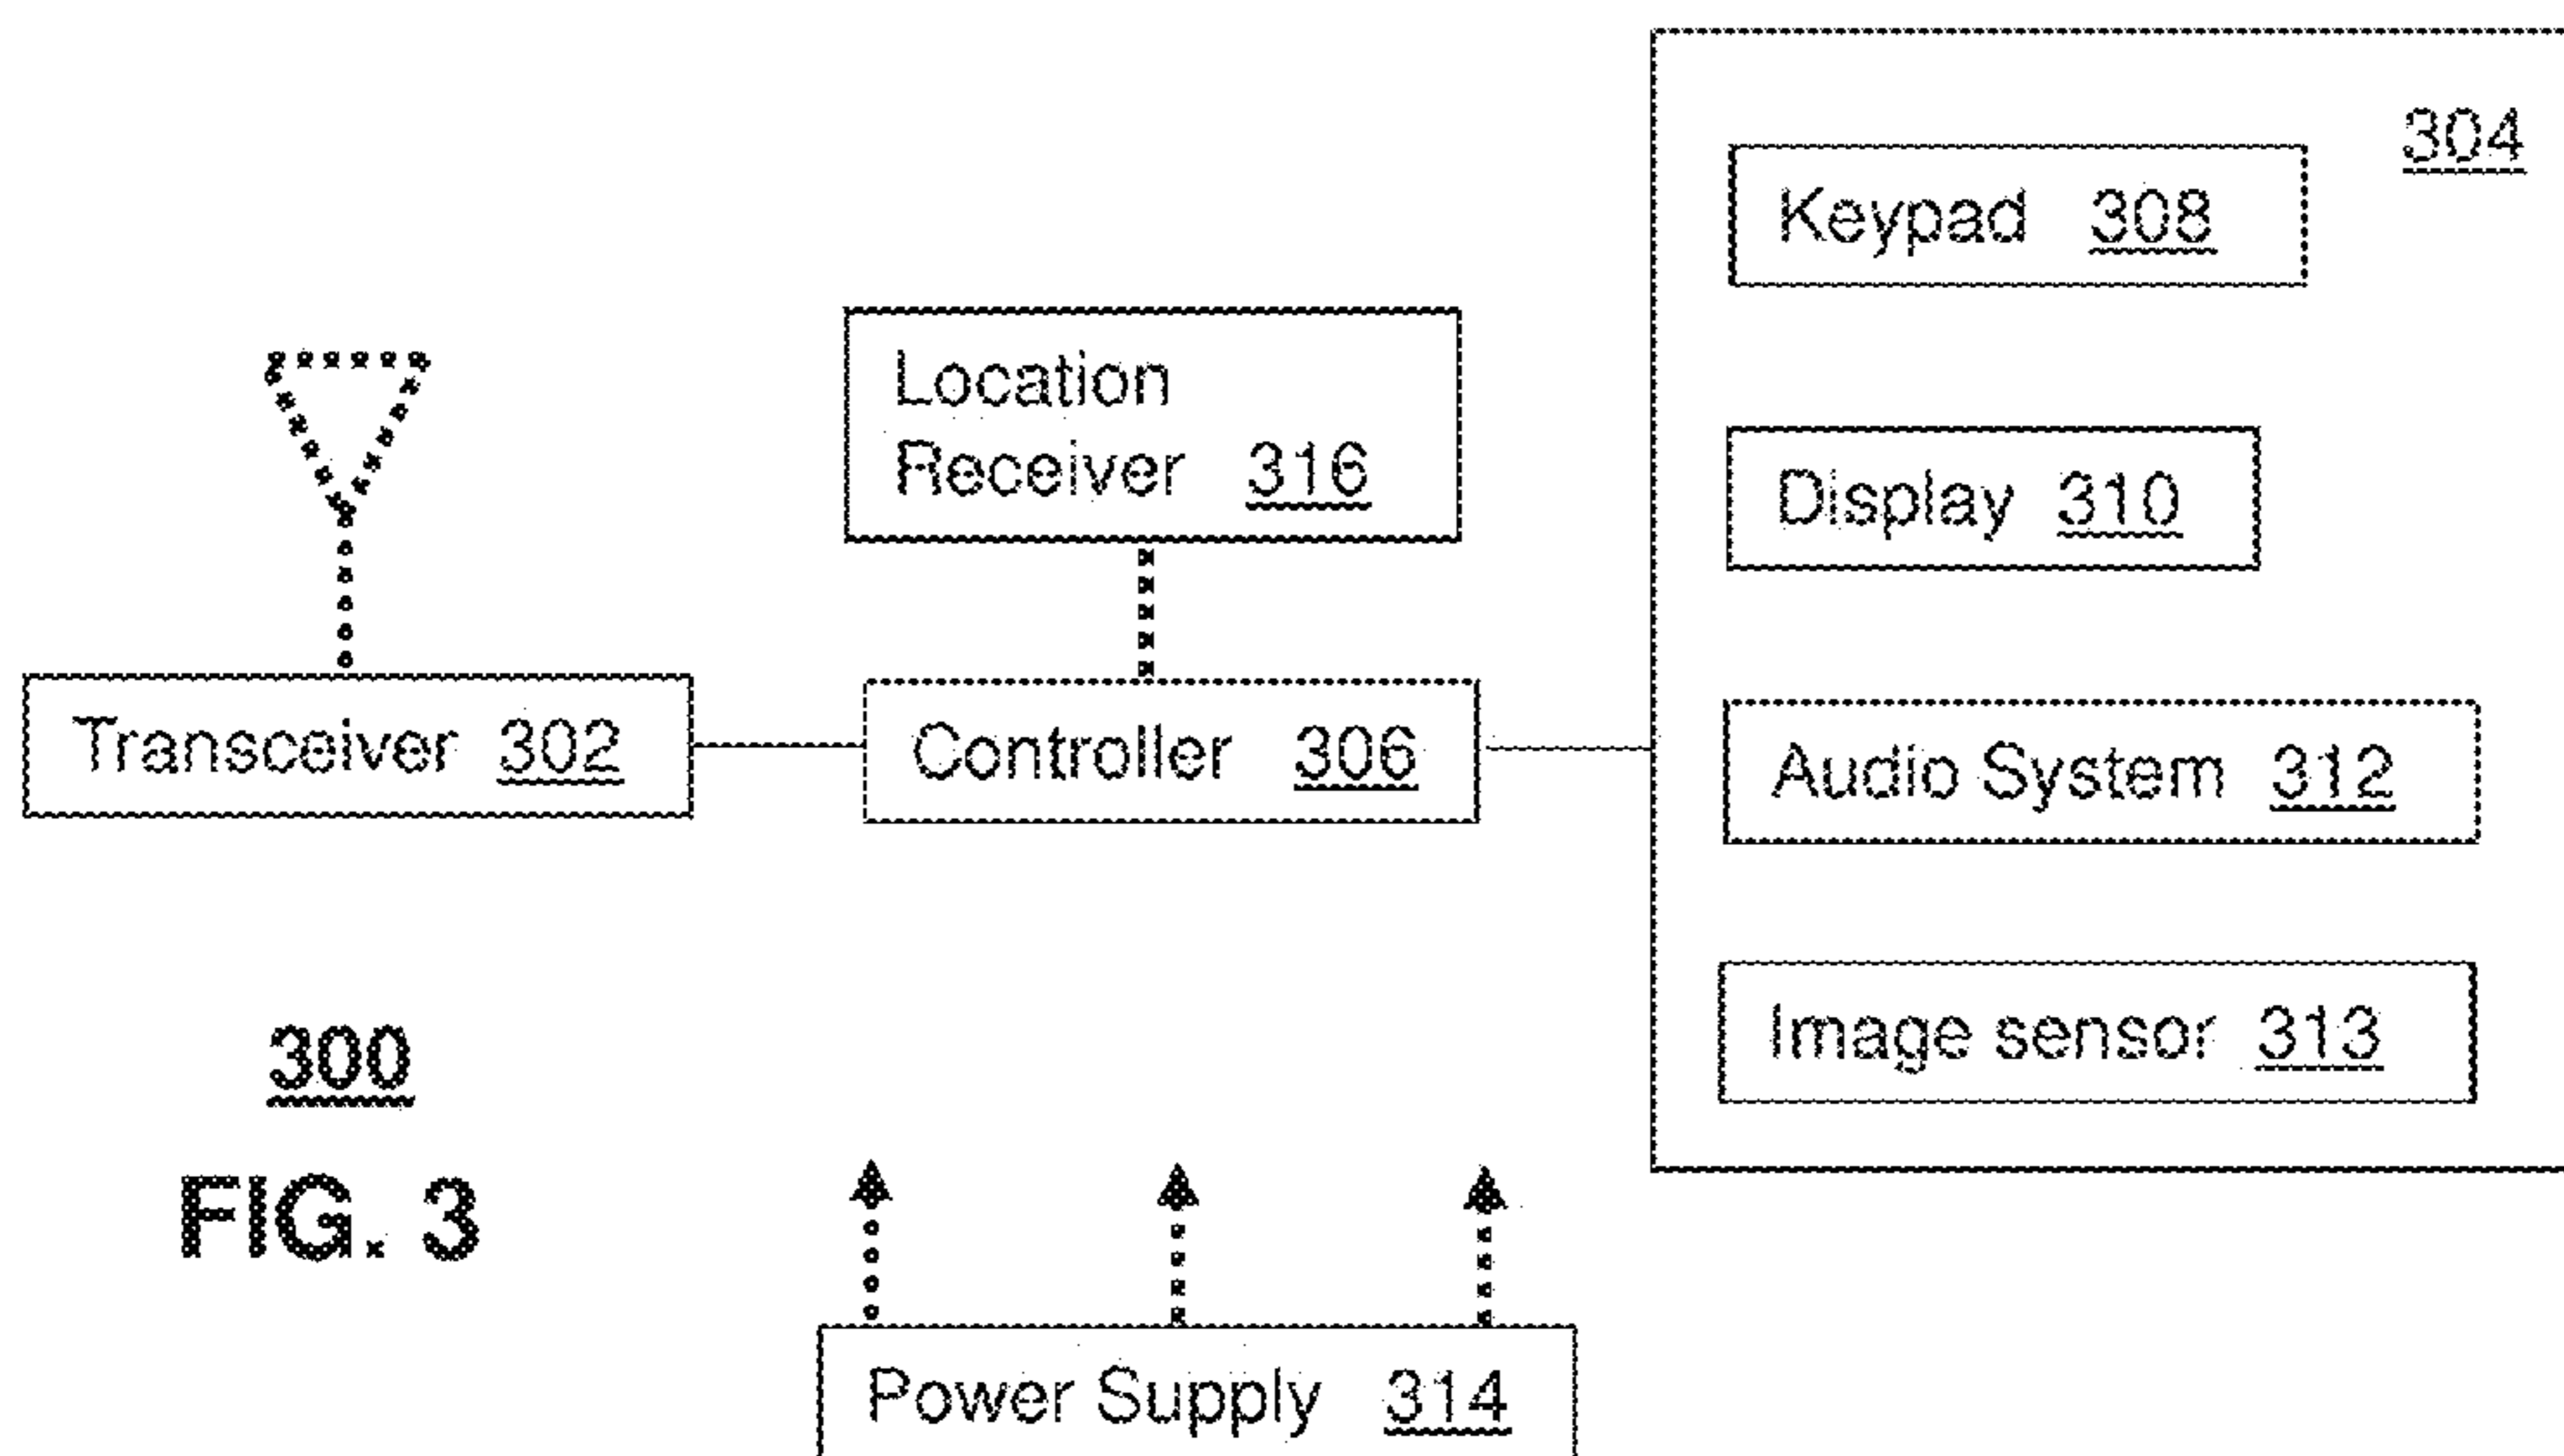 304
Keypad 308
Location
Receiver 316
Display 310
Transceiver 302
Controller 306
Audio System 312
Image sensor 313
300
FIG. 3
Power Supply 314